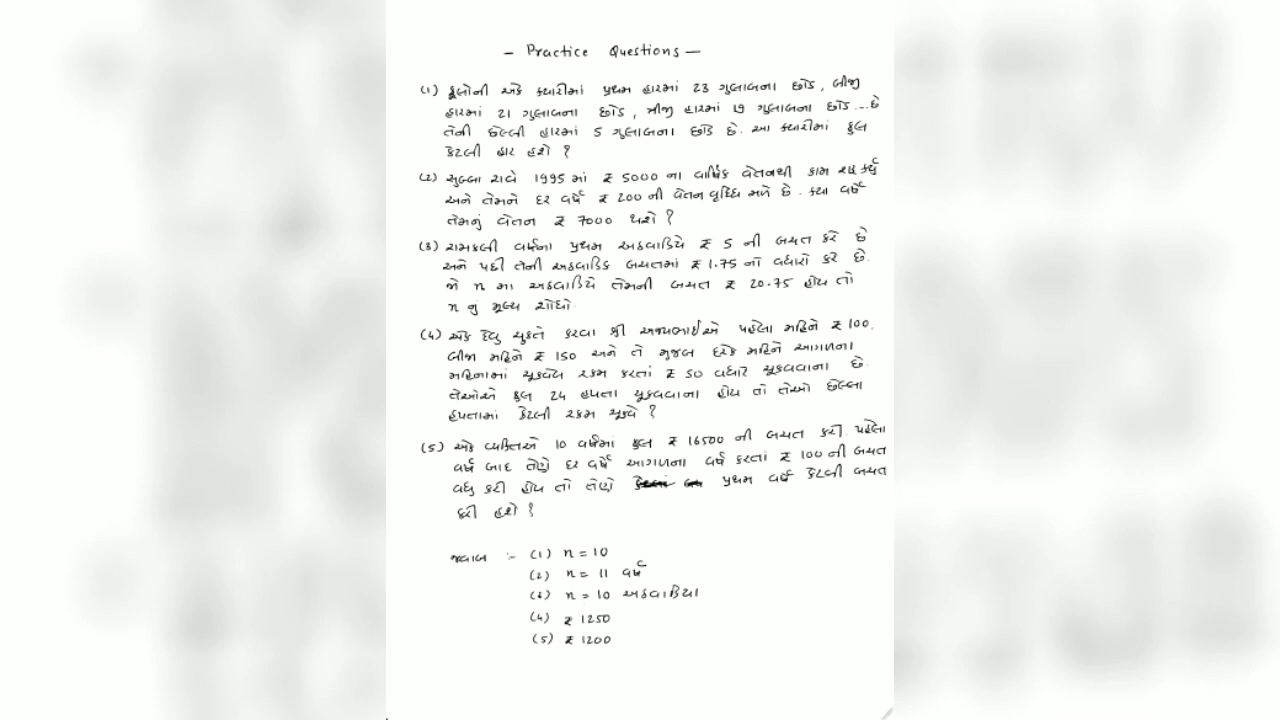 - Practice Questions -
(1) ફૂલોની એક ક્યારીમાં પ્રથમ હારમાં 23 ગુલાબના છોડ, બીજી
હારમાં 21 ગુલાબના છોડ, ત્રીજી હારમાં 19 ગુલાબના છોડ ... છે
તેની છેલ્લી હારમાં 5 ગુલાબના છોડ છે. આ ક્યારીમાં કુલ
કેટલી હાર હશે ?
(2) સુબ્બા રાવે 1995 માં ₹ 5000 ના વાર્ષિક વેતનથી કામ શરૂ કર્યું
અને તેમને દર વર્ષે ₹ 200 ની વેતન વૃદ્ધિ મળે છે. ક્યા વર્ષે
તેમનું વેતન ₹ 7000 થશે ?
(3) રામકલી વર્ષના પ્રથમ અઠવાડિયે ₹ 5 ની બચત કરે છે
અને પછી તેની અઠવાડિક બચતમાં ₹ 1.75 નો વધારો કરે છે.
જો n મા અઠવાડિયે તેમની બચત ₹ 20.75 હોય તો
n નું મૂલ્ય શોધો.
(4) એક દેવુ ચુકતે કરવા શ્રી અજયભાઈએ પહેલા મહિને ₹ 100,
બીજા મહિને ₹ 150 અને તે મુજબ દરેક મહિને આગળના
મહિનામાં ચૂકવેલ રકમ કરતાં ₹ 50 વધારે ચૂકવવાના છે.
તેઓએ કુલ 24 હપતા ચૂકવવાના હોય તો તેઓ છેલ્લા
હપતામાં કેટલી રકમ ચૂકવે ?
(5) એક વ્યક્તિએ 10 વર્ષમાં કુલ ₹ 16500 ની બચત કરી. પહેલા
વર્ષ બાદ તેણે દર વર્ષે આગળના વર્ષ કરતાં ₹ 100 ની બચત
વધુ કરી હોય તો તેણે પ્રથમ વર્ષે કેટલી બચત
કરી હશે ?
જવાબ :- (1) n = 10
(2) n = 11 વર્ષે
(3) n = 10 અઠવાડિયા
(4) ₹ 1250
(5) ₹ 1200